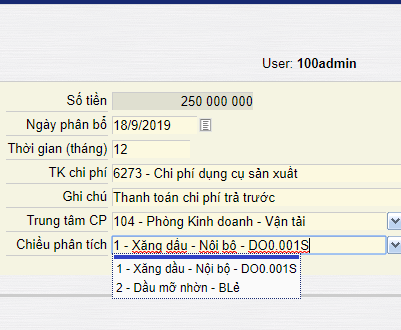 User: 100admin
Số tiền 250 000 000
Ngày phân bổ 18/9/2019
Thời gian (tháng) 12
TK chi phí 6273 - Chi phí dụng cụ sản xuất
Ghi chú Thanh toán chi phí trả trước
Trung tâm CP 104 - Phòng Kinh doanh - Vận tải
Chiều phân tích 1 - Xăng dầu - Nội bộ - DO0.001S
1 - Xăng dầu - Nội bộ - DO0.001S
2 - Dầu mỡ nhờn - BLẻ